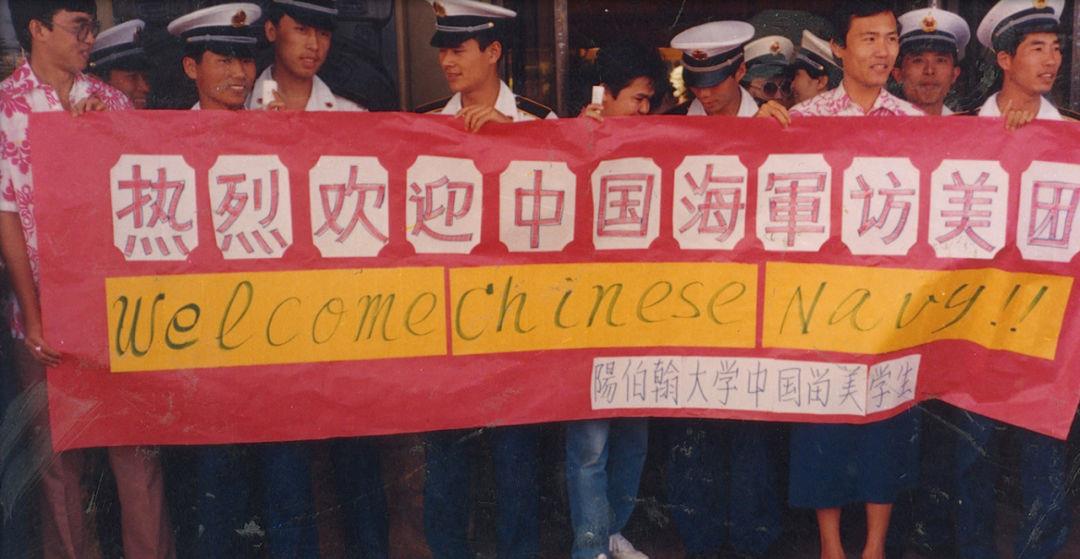 热烈欢迎中国海軍访美团
Welcome Chinese Navy!!
陽伯翰大学中国留美学生